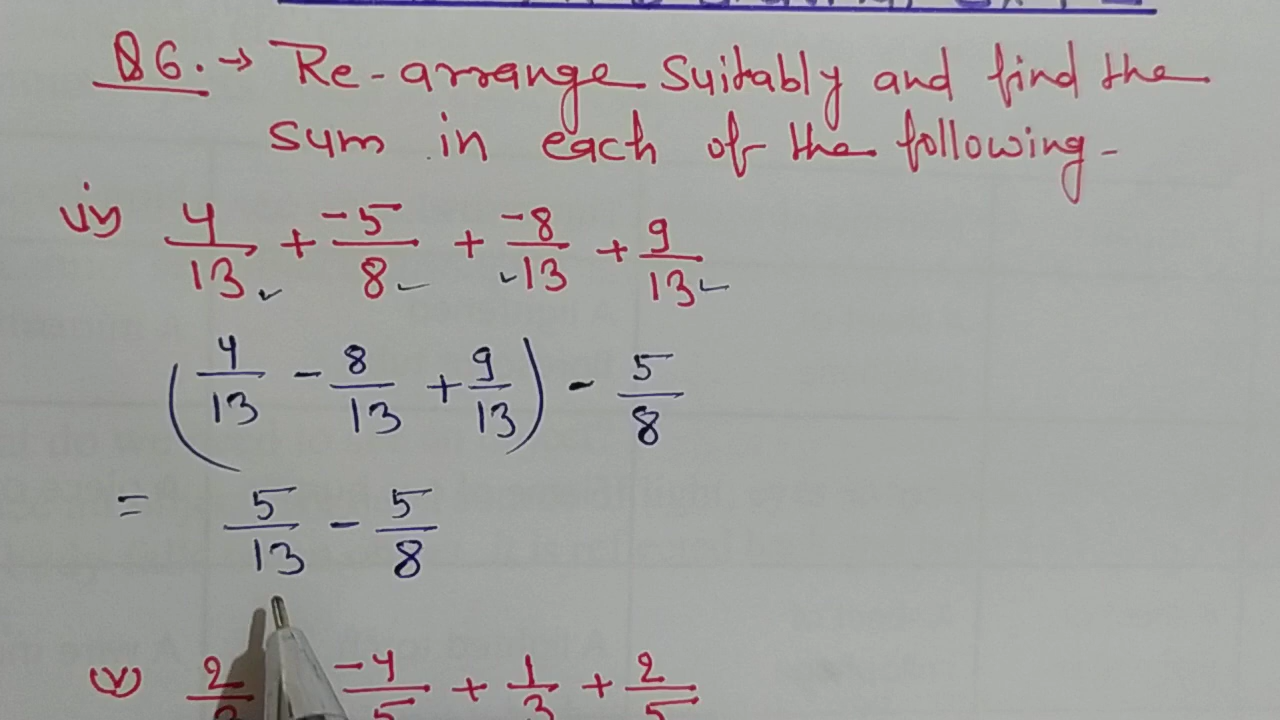 Q6. → Re-arrange suitably and find the
sum in each of the following -
iv) 4/13 + -5/8 + -8/13 + 9/13
(4/13 - 8/13 + 9/13) - 5/8
= 5/13 - 5/8
(v) 2 -4/5 + 1/3 + 2/5